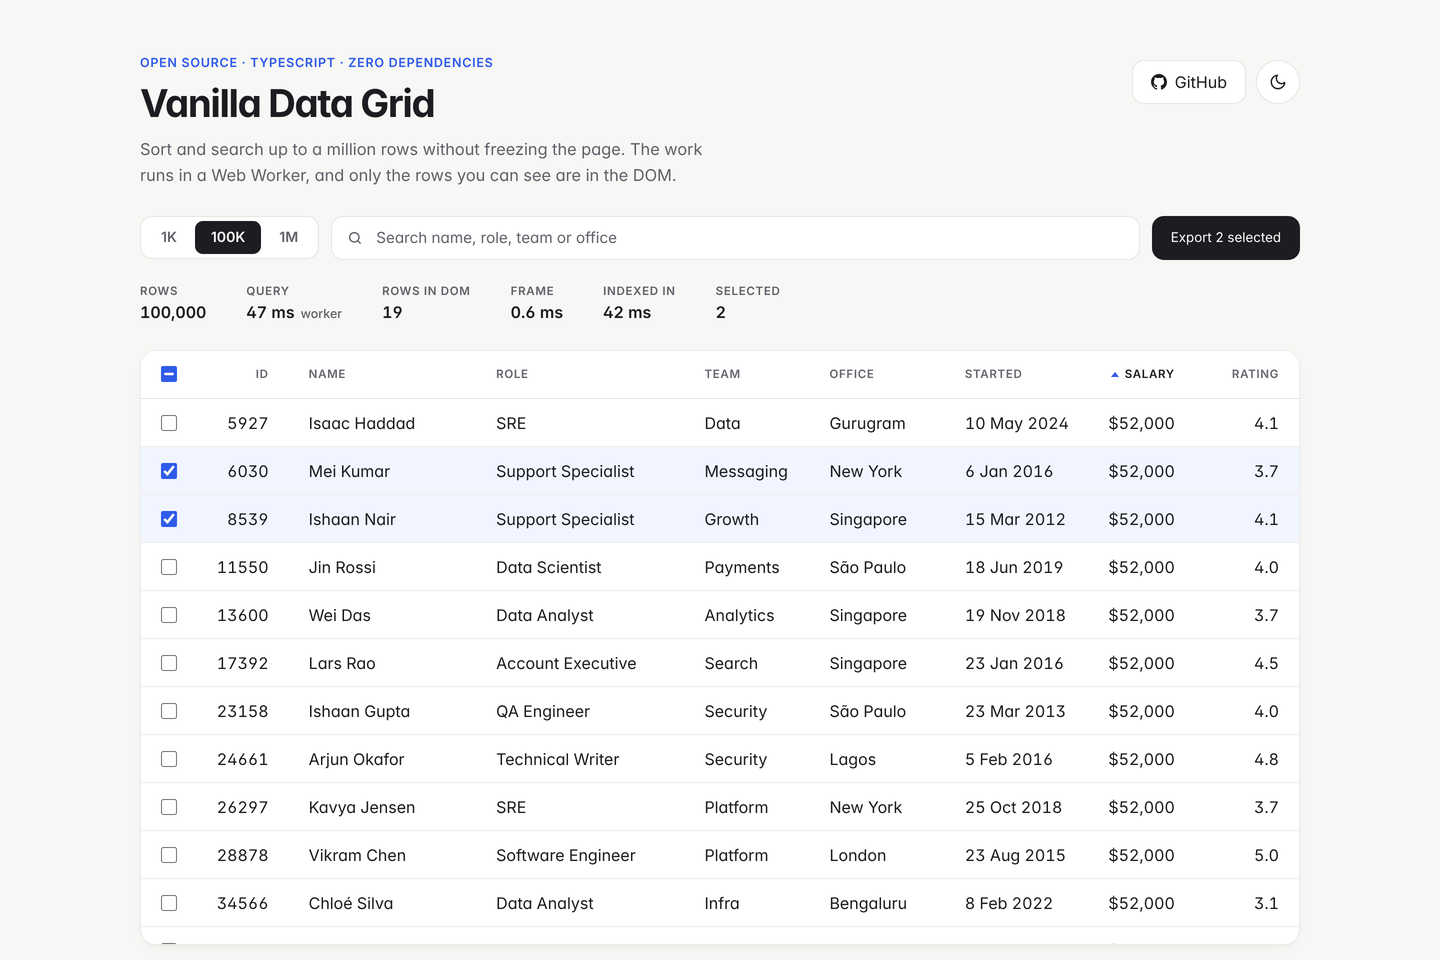 OPEN SOURCE · TYPESCRIPT · ZERO DEPENDENCIES
Vanilla Data Grid
GitHub
Sort and search up to a million rows without freezing the page. The work
runs in a Web Worker, and only the rows you can see are in the DOM.
1K 100K 1M Search name, role, team or office Export 2 selected
ROWS QUERY ROWS IN DOM FRAME INDEXED IN SELECTED
100,000 47 ms worker 19 0.6 ms 42 ms 2
ID NAME ROLE TEAM OFFICE STARTED SALARY RATING
5927 Isaac Haddad SRE Data Gurugram 10 May 2024 $52,000 4.1
6030 Mei Kumar Support Specialist Messaging New York 6 Jan 2016 $52,000 3.7
8539 Ishaan Nair Support Specialist Growth Singapore 15 Mar 2012 $52,000 4.1
11550 Jin Rossi Data Scientist Payments São Paulo 18 Jun 2019 $52,000 4.0
13600 Wei Das Data Analyst Analytics Singapore 19 Nov 2018 $52,000 3.7
17392 Lars Rao Account Executive Search Singapore 23 Jan 2016 $52,000 4.5
23158 Ishaan Gupta QA Engineer Security São Paulo 23 Mar 2013 $52,000 4.0
24661 Arjun Okafor Technical Writer Security Lagos 5 Feb 2016 $52,000 4.8
26297 Kavya Jensen SRE Platform New York 25 Oct 2018 $52,000 3.7
28878 Vikram Chen Software Engineer Platform London 23 Aug 2015 $52,000 5.0
34566 Chloé Silva Data Analyst Infra Bengaluru 8 Feb 2022 $52,000 3.1